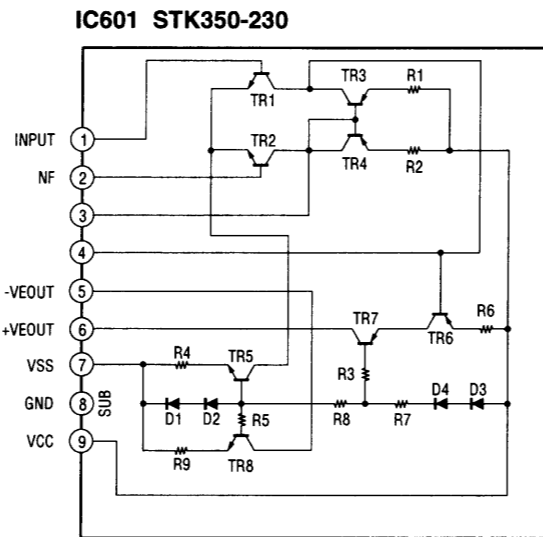 IC601 STK350-230
TR3 R1
TR1
INPUT 1
TR2
TR4 R2
NF 2
3
4
-VEOUT 5
+VEOUT 6
TR7 R6
TR6
VSS 7
R4 TR5
R3
D4 D3
GND 8 SUB
D1 D2 R5 R8 R7
VCC 9
R9 TR8